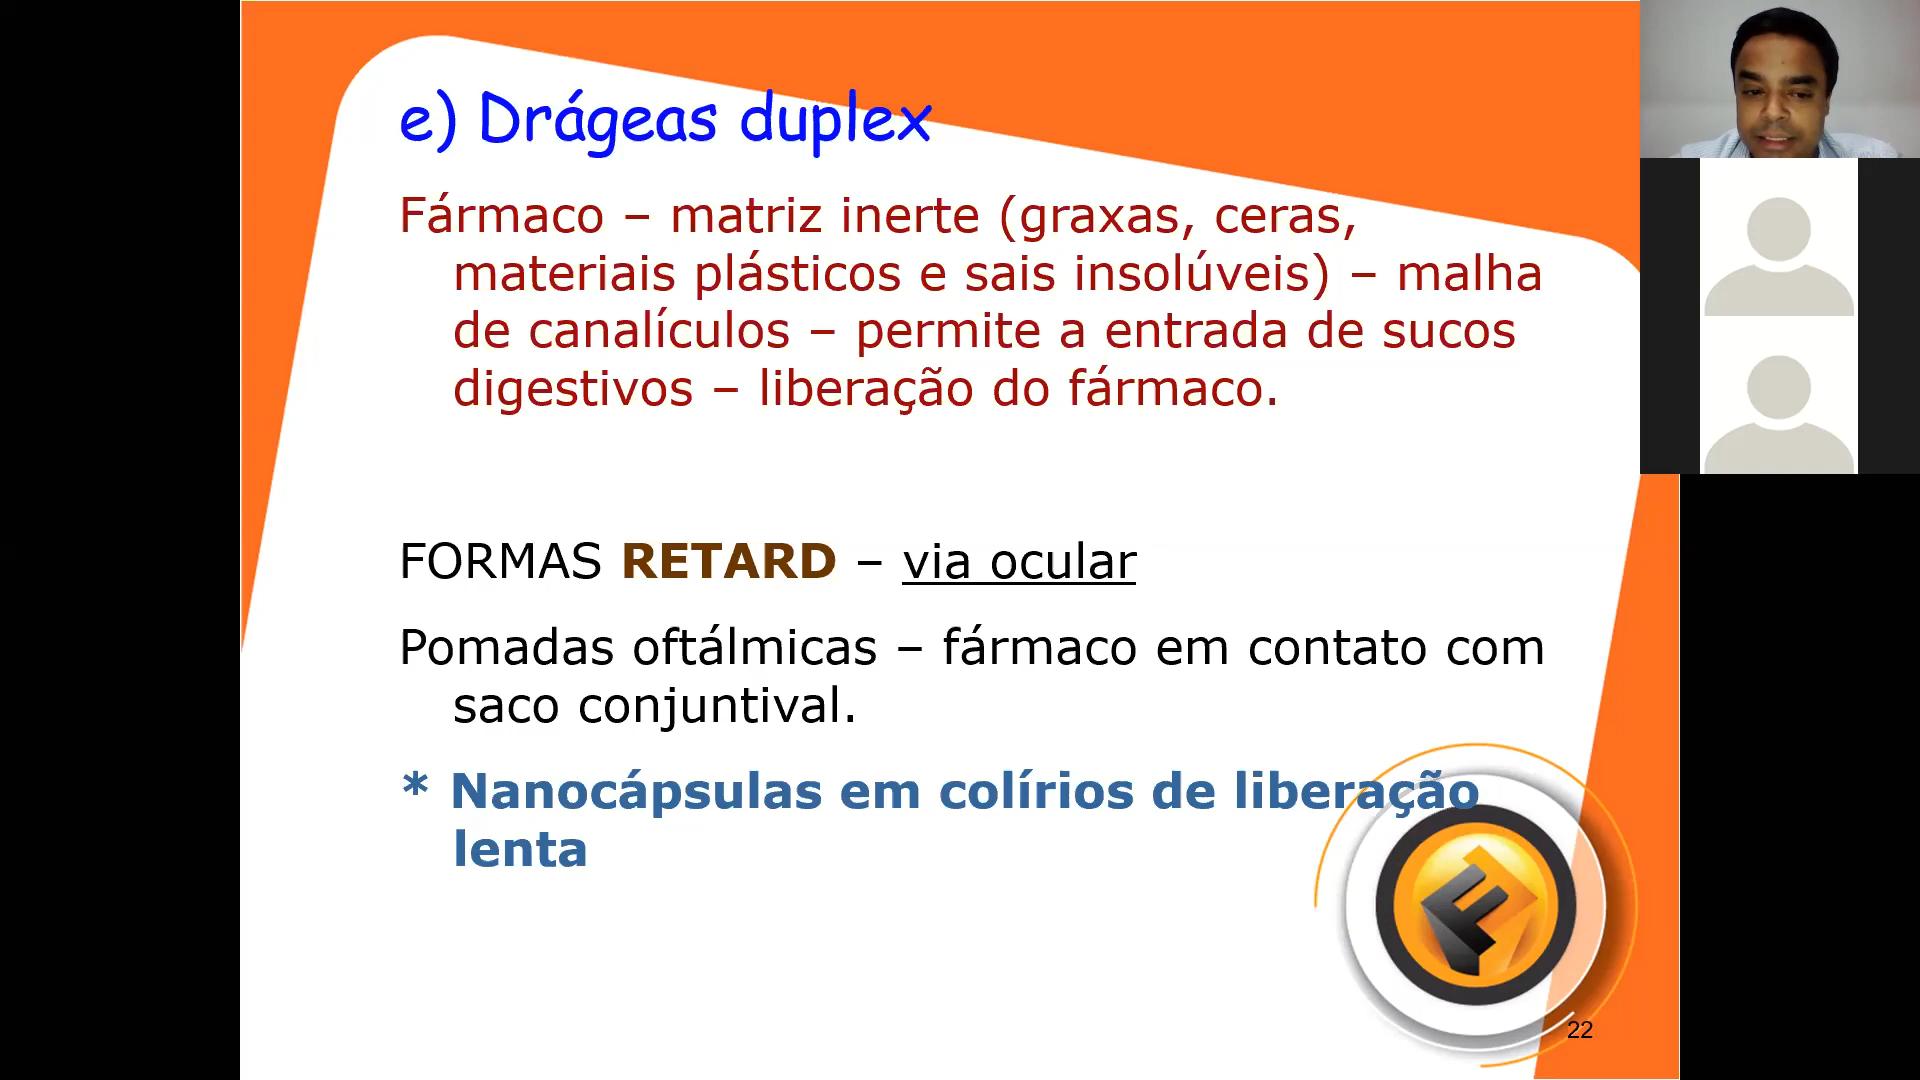 e) Drágeas duplex
Fármaco – matriz inerte (graxas, ceras,
materiais plásticos e sais insolúveis) – malha
de canalículos – permite a entrada de sucos
digestivos – liberação do fármaco.
FORMAS RETARD – via ocular
Pomadas oftálmicas – fármaco em contato com
saco conjuntival.
* Nanocápsulas em colírios de liberação
lenta
22